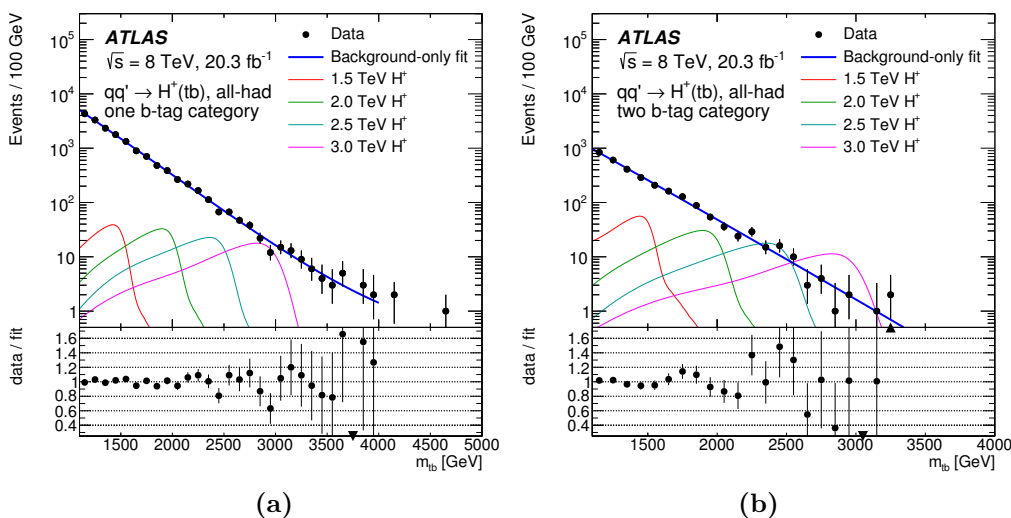 Events / 100 GeV
10⁵
10⁴
10³
10²
10
1
ATLAS
√s = 8 TeV, 20.3 fb⁻¹
qq' → H⁺(tb), all-had
one b-tag category
Data
Background-only fit
1.5 TeV H⁺
2.0 TeV H⁺
2.5 TeV H⁺
3.0 TeV H⁺
data / fit
1.6
1.4
1.2
1
0.8
0.6
0.4
1500 2000 2500 3000 3500 4000 4500 5000
m_tb [GeV]
(a)
Events / 100 GeV
10⁵
10⁴
10³
10²
10
1
ATLAS
√s = 8 TeV, 20.3 fb⁻¹
qq' → H⁺(tb), all-had
two b-tag category
Data
Background-only fit
1.5 TeV H⁺
2.0 TeV H⁺
2.5 TeV H⁺
3.0 TeV H⁺
data / fit
1.6
1.4
1.2
1
0.8
0.6
0.4
1500 2000 2500 3000 3500 4000
m_tb [GeV]
(b)